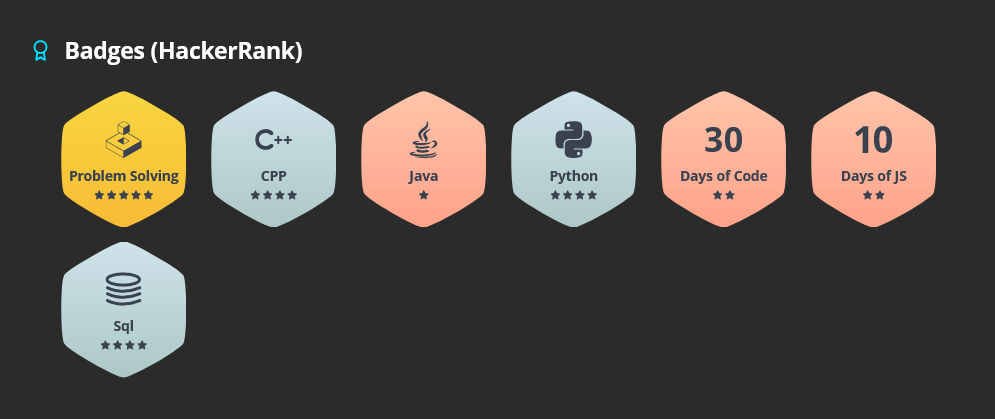 Badges (HackerRank)
C++
30
10
Problem Solving
CPP
Java
Python
Days of Code
Days of JS
Sql